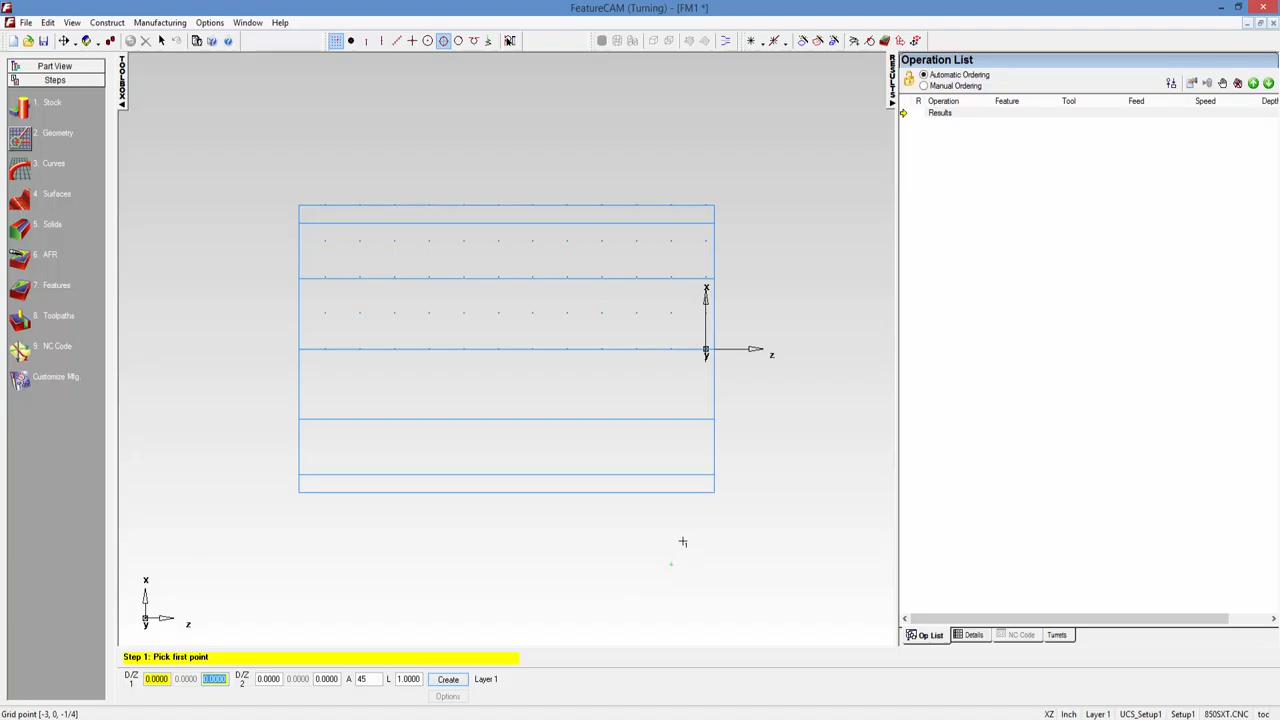 FeatureCAM (Turning) - [FM1 *]
File Edit View Construct Manufacturing Options Window Help
TOOLBOX
RESULTS
Part View
Steps
1. Stock
2. Geometry
3. Curves
4. Surfaces
5. Solids
6. AFR
7. Features
8. Toolpaths
9. NC Code
Customize Mfg.
x
y
z
x
y
z
Operation List
Automatic Ordering
Manual Ordering
R Operation Feature Tool Feed Speed Depth
Results
Op List Details NC Code Turrets
Step 1: Pick first point
D/Z 1 0.0000 0.0000 0.0000 D/Z 2 0.0000 0.0000 0.0000 A 45 L 1.0000 Create Layer 1
Options
Grid point [-3, 0, -1/4] XZ Inch Layer 1 UCS_Setup1 Setup1 850SXT.CNC toc